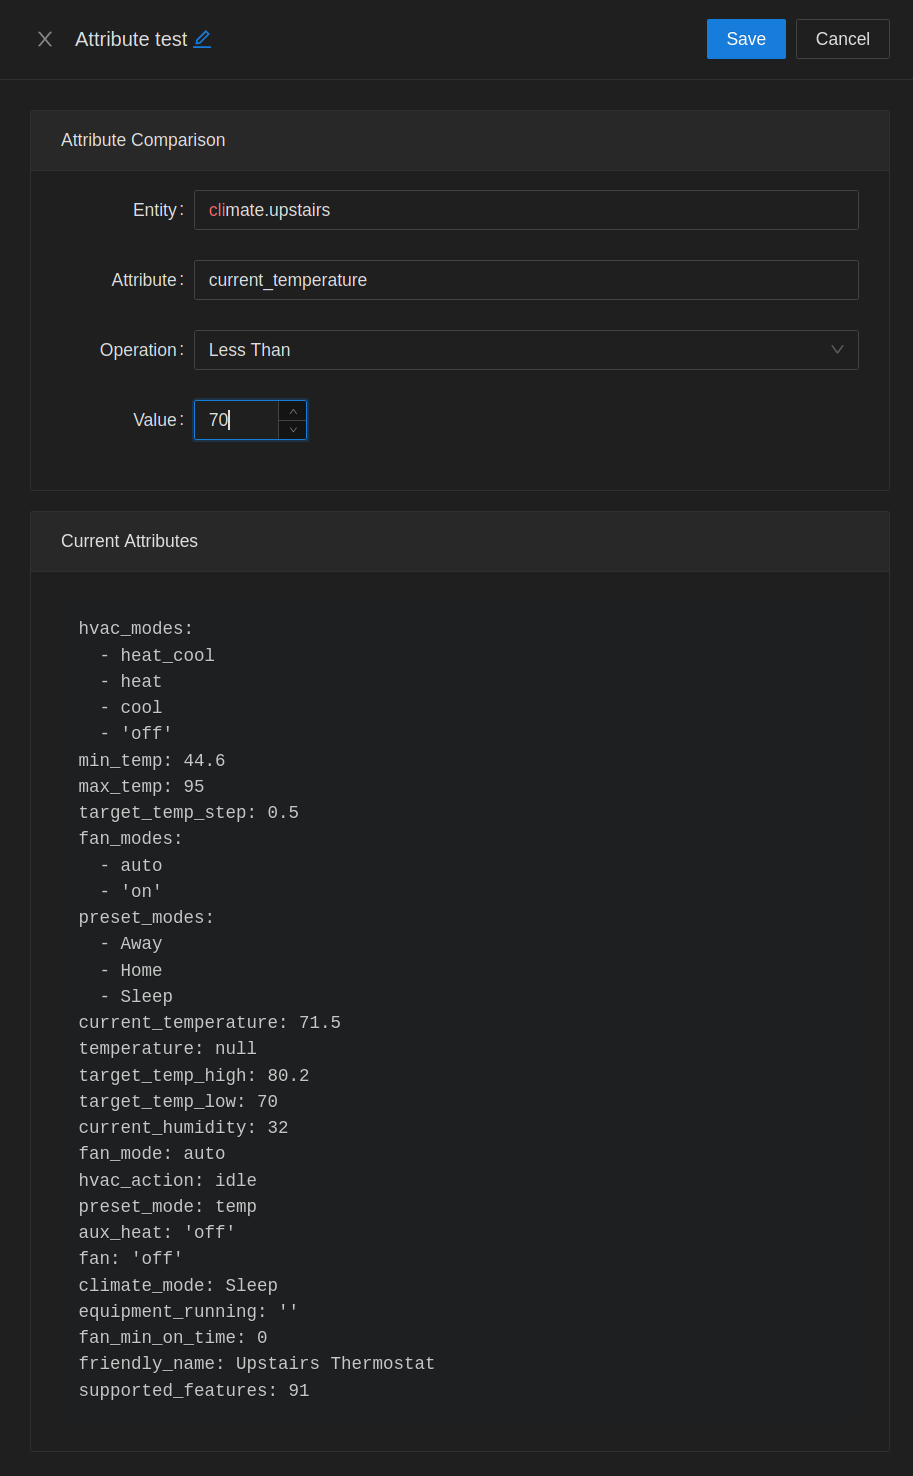 Attribute test
Save
Cancel
Attribute Comparison
Entity:
climate.upstairs
Attribute:
current_temperature
Operation:
Less Than
Value:
70
Current Attributes
hvac_modes:
  - heat_cool
  - heat
  - cool
  - 'off'
min_temp: 44.6
max_temp: 95
target_temp_step: 0.5
fan_modes:
  - auto
  - 'on'
preset_modes:
  - Away
  - Home
  - Sleep
current_temperature: 71.5
temperature: null
target_temp_high: 80.2
target_temp_low: 70
current_humidity: 32
fan_mode: auto
hvac_action: idle
preset_mode: temp
aux_heat: 'off'
fan: 'off'
climate_mode: Sleep
equipment_running: ''
fan_min_on_time: 0
friendly_name: Upstairs Thermostat
supported_features: 91